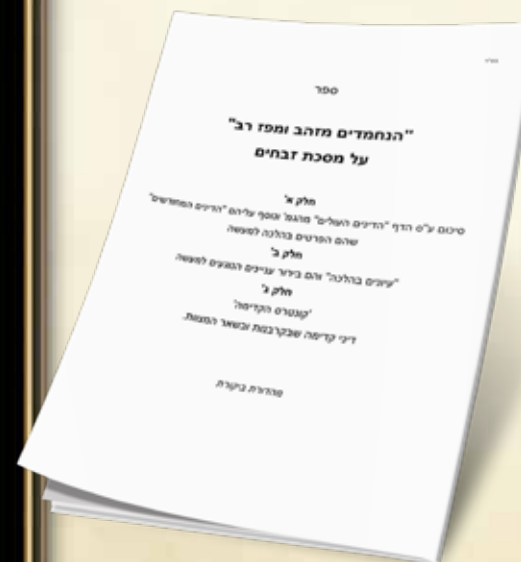 בס"ד
ספר
"הנחמדים מזהב ומפז רב"
על מסכת זבחים
חלק א'
סיכום ע"ס הדף "הדינים העולים" מהגמ' ונוסף עליהם "הדינים המחודשים"
שהם הפרטים בהלכה למעשה
חלק ב'
"עיונים בהלכה" והם בירור עניינים הנוגעים למעשה
חלק ג'
'קונטרס הקדימה'
דיני קדימה שבקרבנות ובשאר המצוות.
מהדורת ביקורת